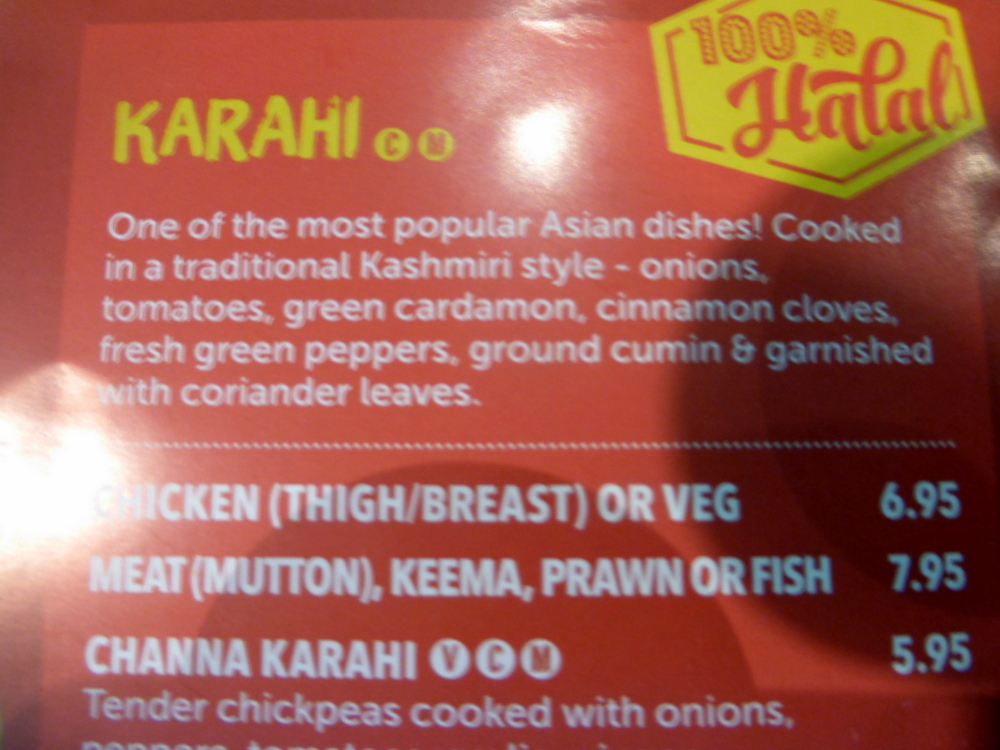 100%
Halal
KARAHI C M
One of the most popular Asian dishes! Cooked
in a traditional Kashmiri style - onions,
tomatoes, green cardamon, cinnamon cloves,
fresh green peppers, ground cumin & garnished
with coriander leaves.
CHICKEN (THIGH/BREAST) OR VEG 6.95
MEAT (MUTTON), KEEMA, PRAWN OR FISH 7.95
CHANNA KARAHI V C M 5.95
Tender chickpeas cooked with onions,